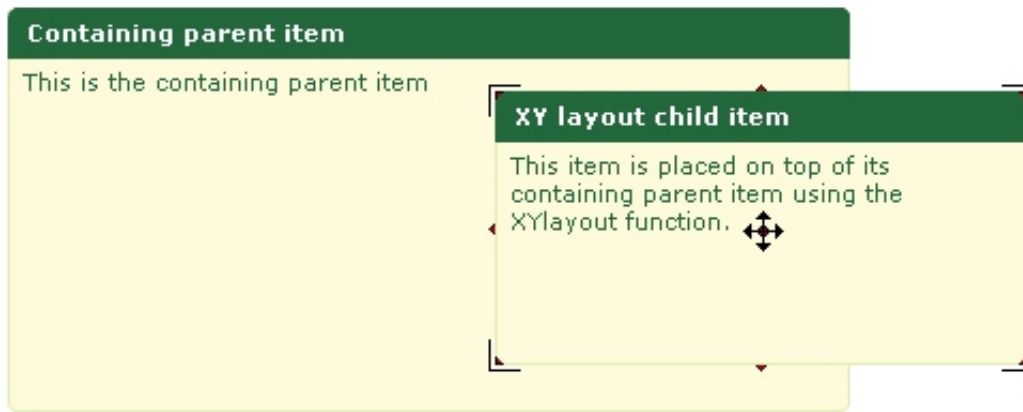 Containing parent item
This is the containing parent item
XY layout child item
This item is placed on top of its
containing parent item using the
XYlayout function.